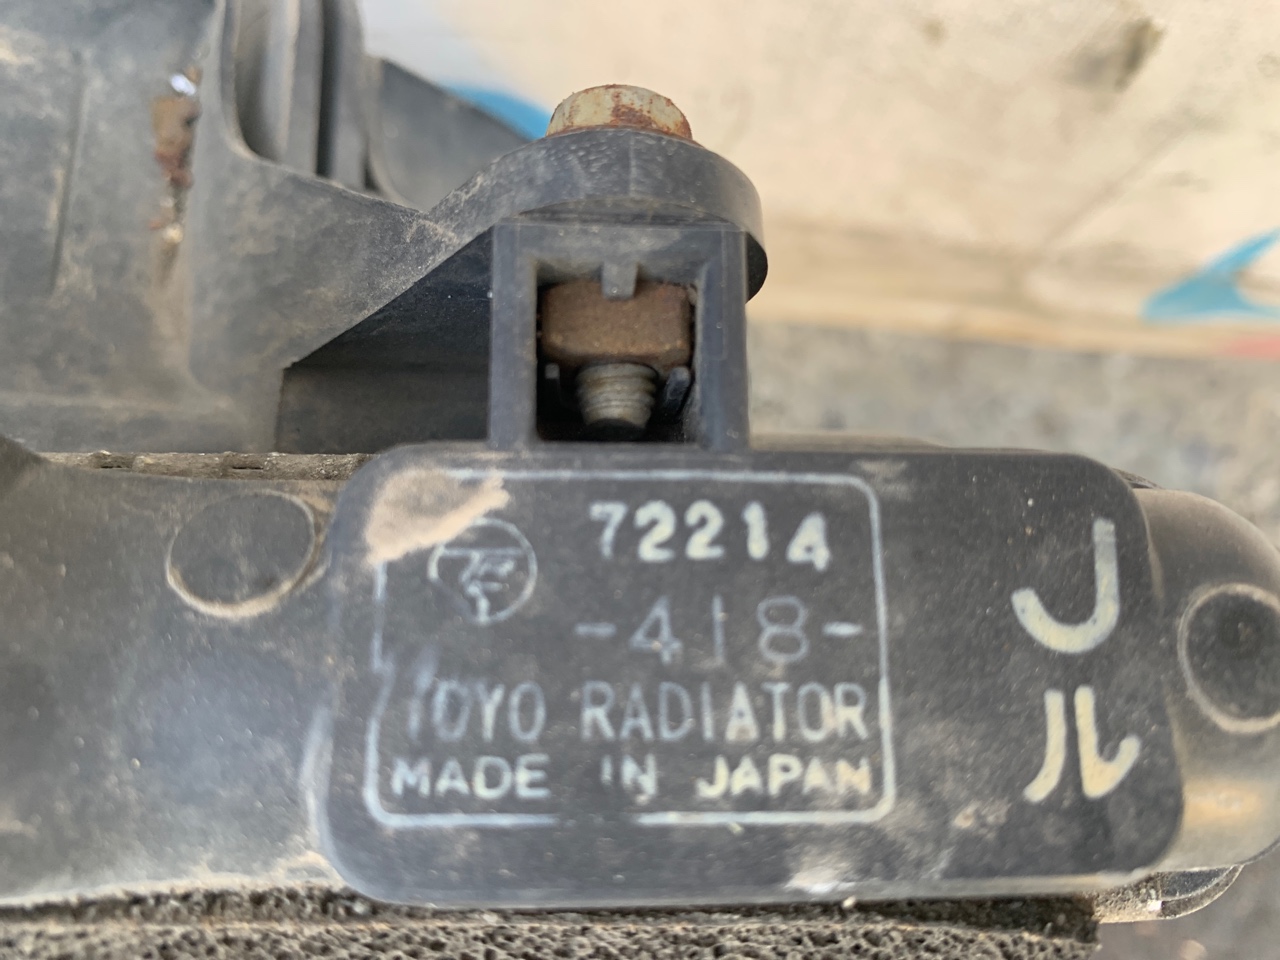 72214
-418-
TOYO RADIATOR
MADE IN JAPAN
J
ル